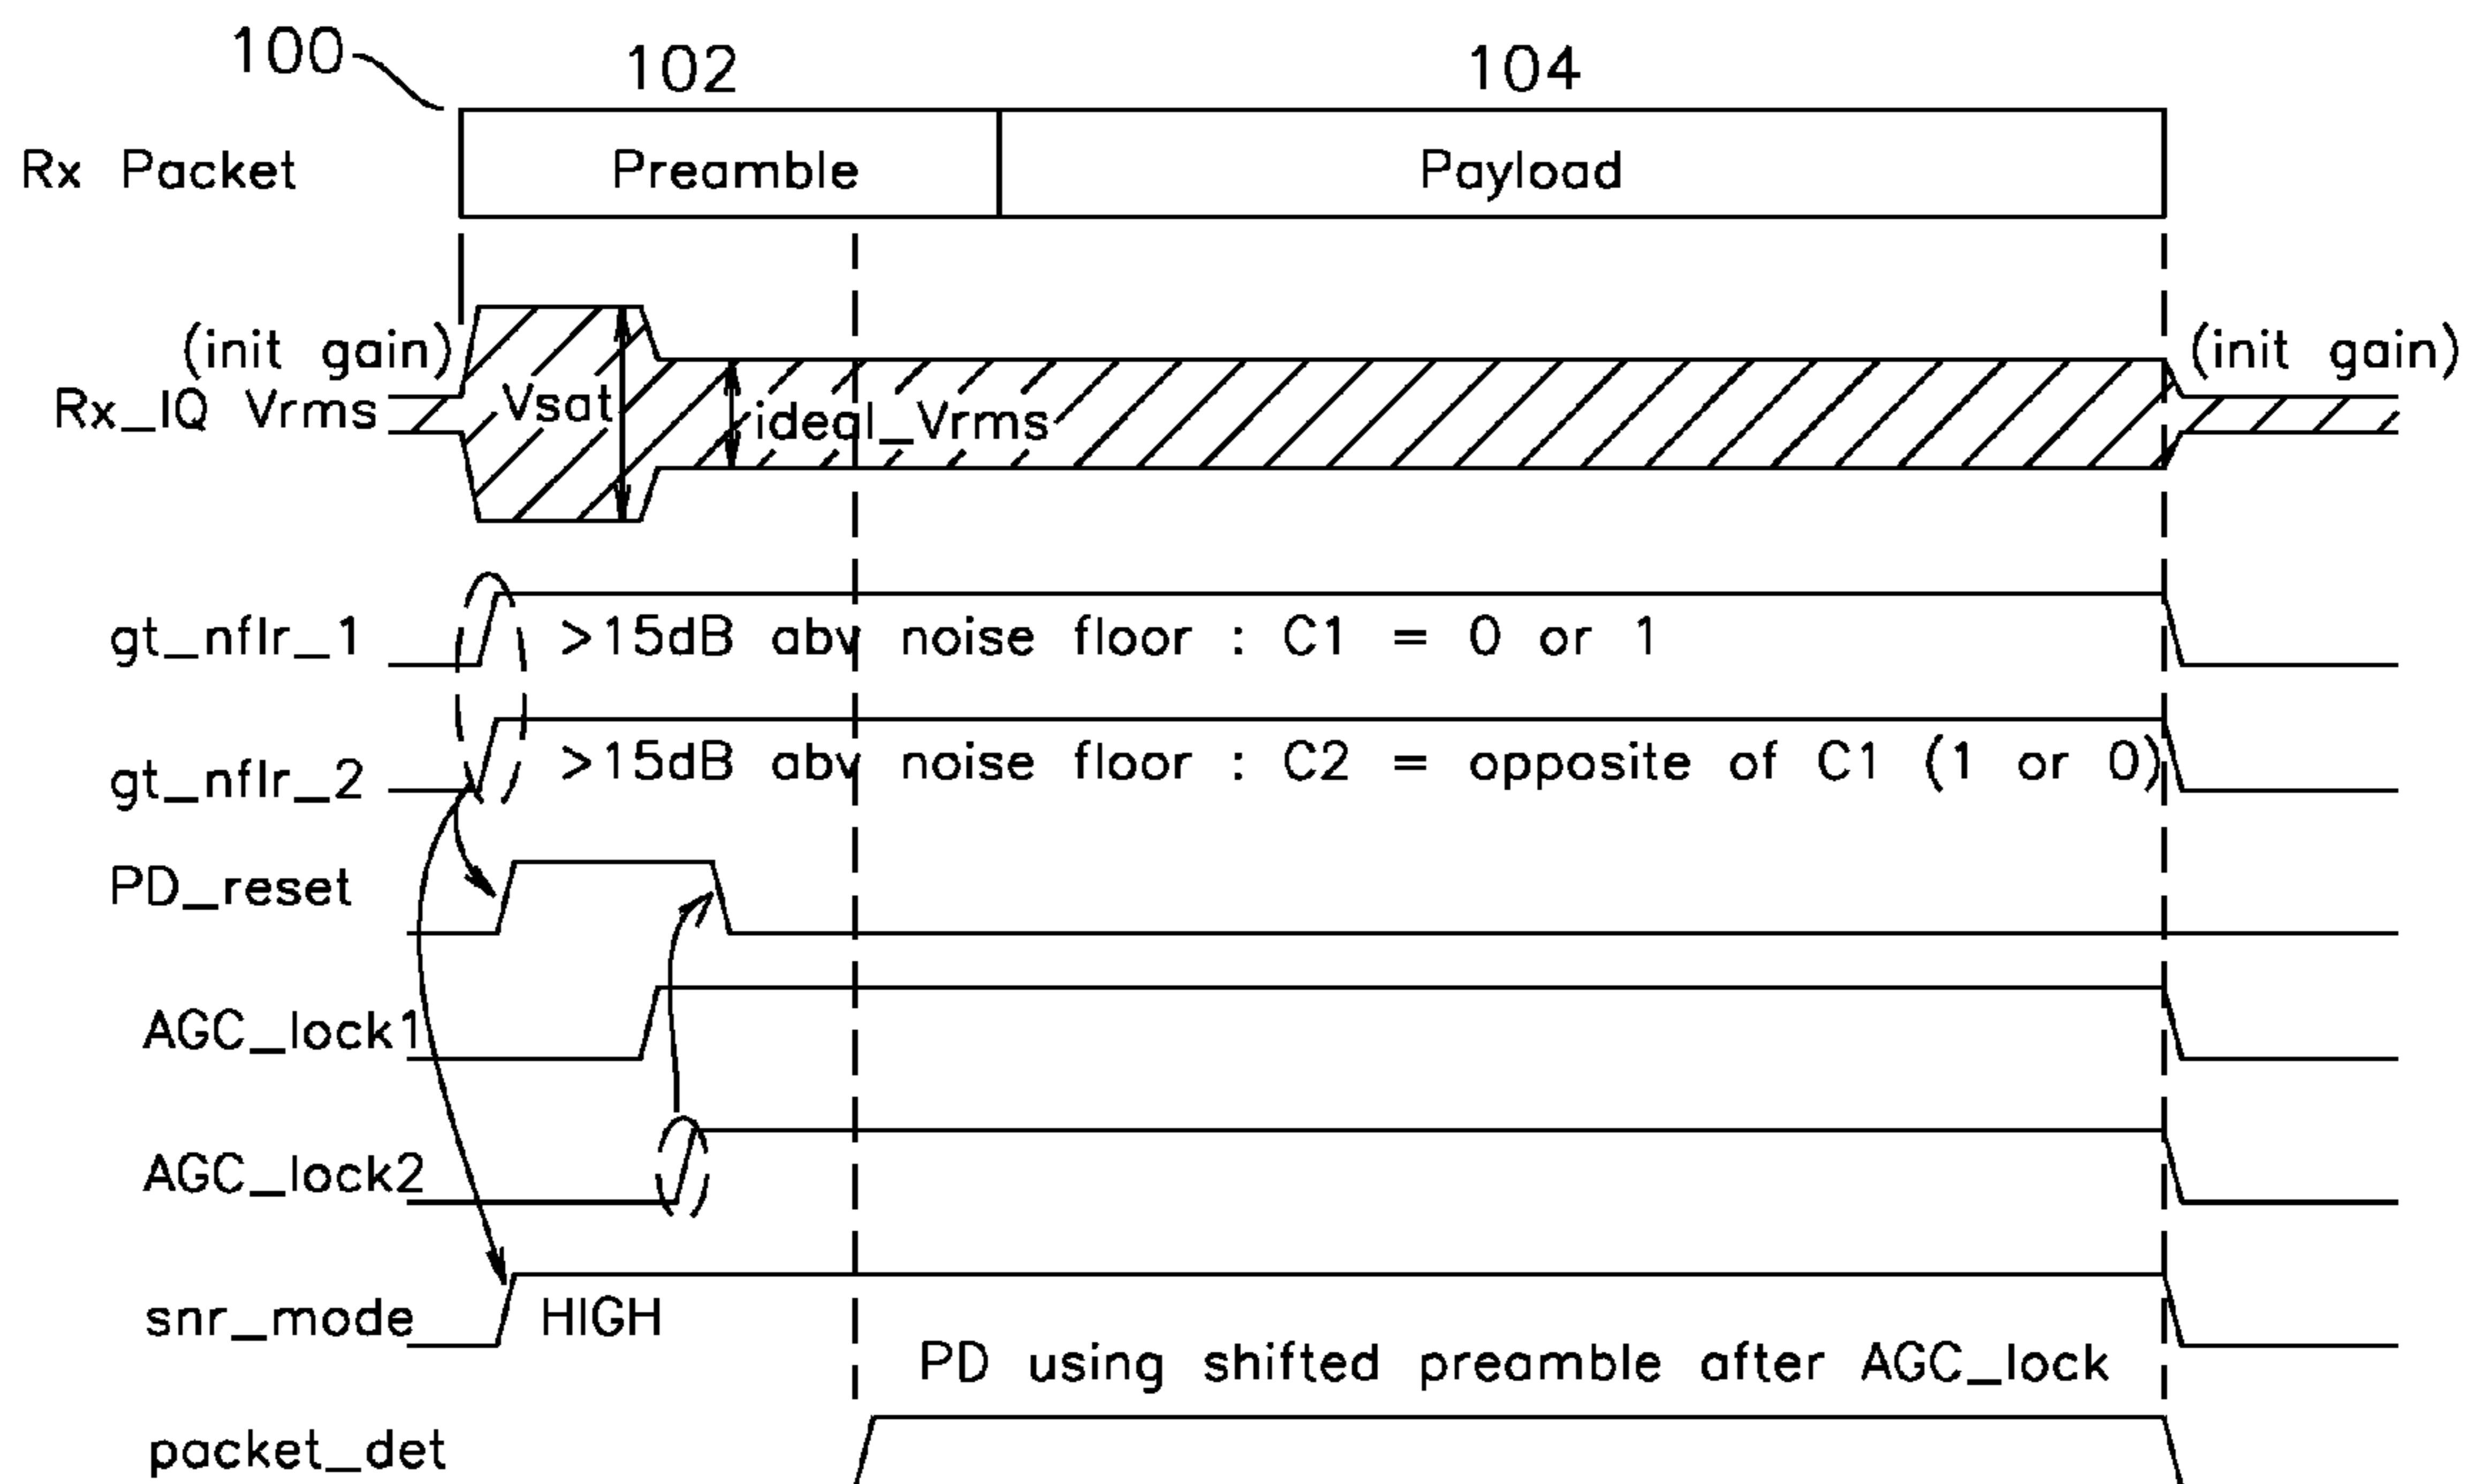 100
102
104
Rx Packet
Preamble
Payload
(init gain)
(init gain)
Rx_IQ Vrms
Vsat
ideal_Vrms
gt_nflr_1
>15dB abv noise floor : C1 = 0 or 1
gt_nflr_2
>15dB abv noise floor : C2 = opposite of C1 (1 or 0)
PD_reset
AGC_lock1
AGC_lock2
snr_mode
HIGH
PD using shifted preamble after AGC_lock
packet_det